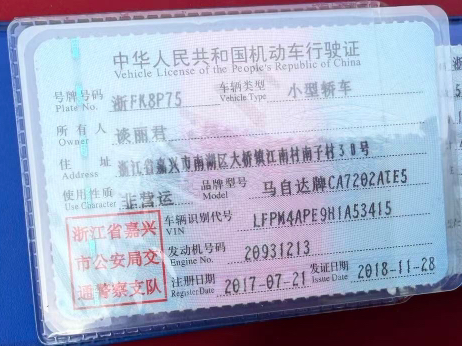 中华人民共和国机动车行驶证
Vehicle License of the People's Republic of China
号牌号码 浙FK8P75 车辆类型 小型轿车
Plate No. Vehicle Type
所有人 谈丽君
Owner
住址 浙江省嘉兴市南湖区大桥镇江南村南子村30号
Address
使用性质 非营运 品牌型号 马自达牌CA7202ATE5
Use Character Model
车辆识别代号 LFPM4APE9H1A53415
VIN
发动机号码 20931213
Engine No.
注册日期 2017-07-21 发证日期 2018-11-28
Register Date Issue Date
浙江省嘉兴
市公安局交
通警察支队